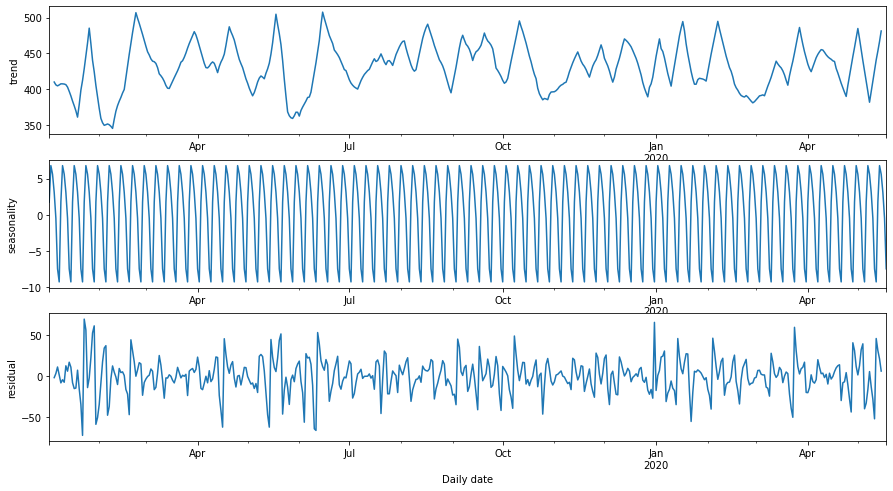 trend
500
450
400
350
Apr
Jul
Oct
Jan
2020
Apr
seasonality
5
0
−5
−10
Apr
Jul
Oct
Jan
2020
Apr
residual
50
0
−50
Apr
Jul
Oct
Jan
2020
Apr
Daily date